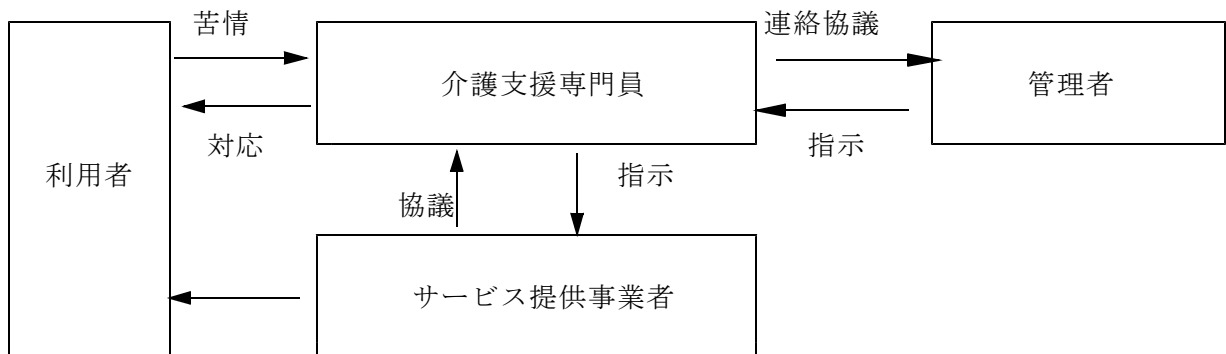 苦情
連絡協議
介護支援専門員
管理者
対応
指示
利用者
指示
協議
サービス提供事業者